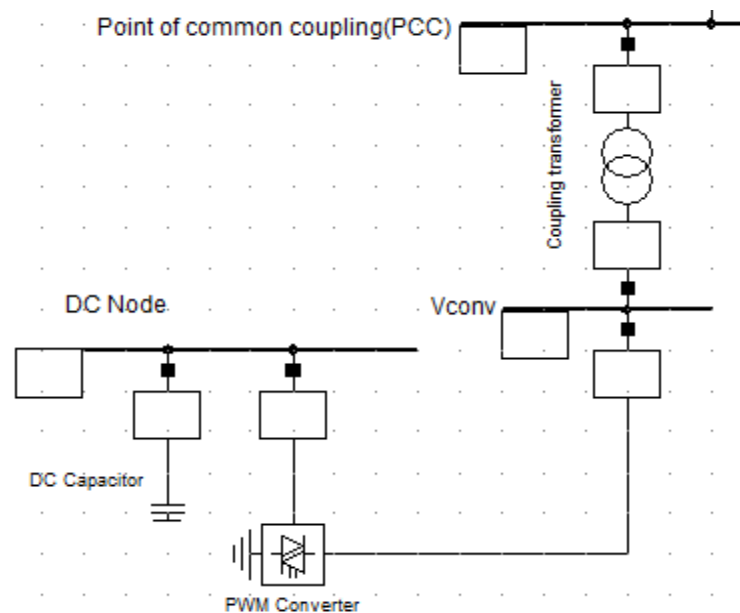 Point of common coupling(PCC)
Coupling transformer
DC Node
Vconv
DC Capacitor
PWM Converter